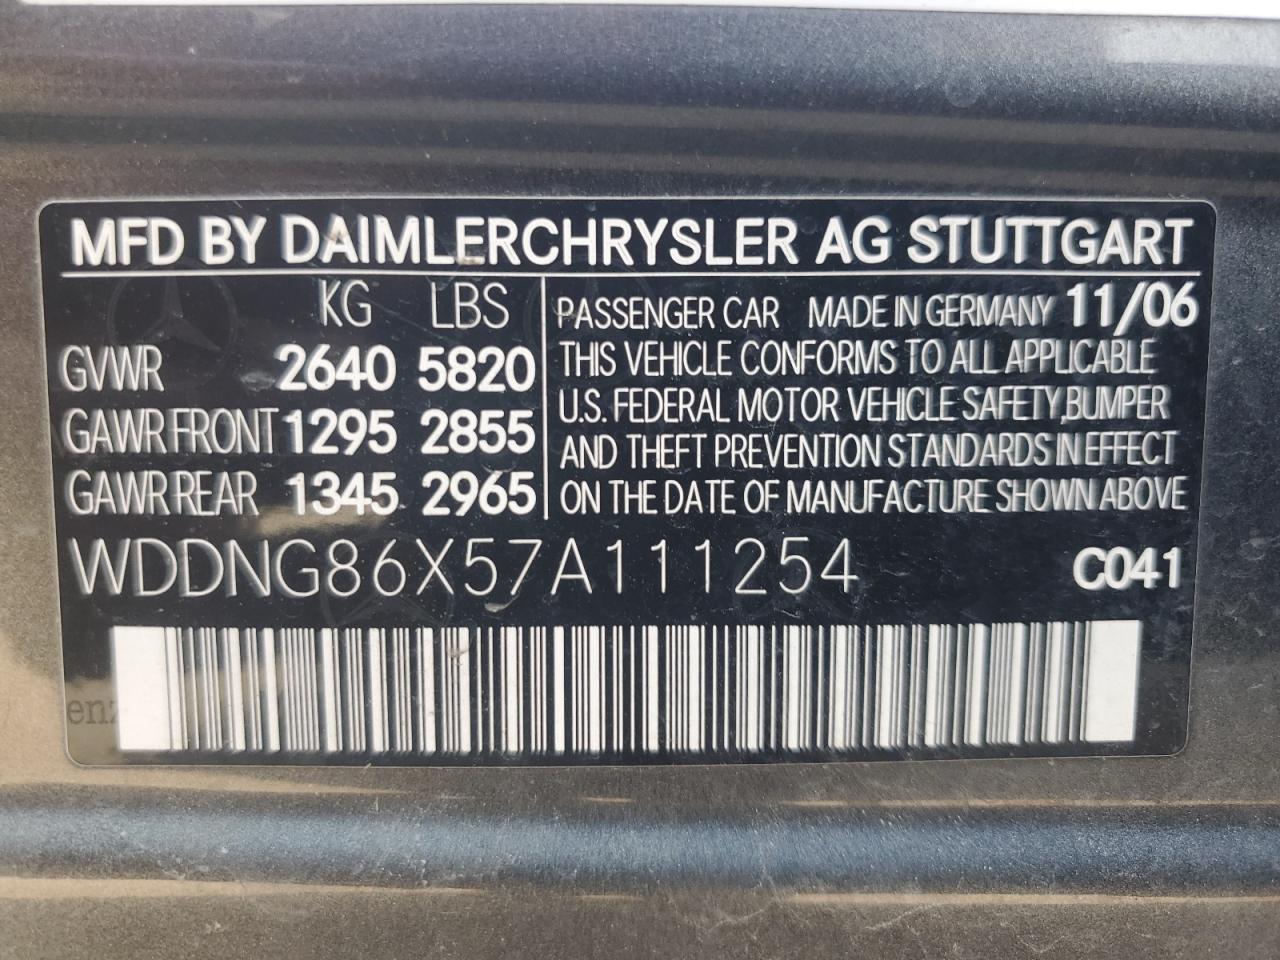 MFD BY DAIMLERCHRYSLER AG STUTTGART
KG LBS
GVWR 2640 5820
GAWR FRONT 1295 2855
GAWR REAR 1345 2965
PASSENGER CAR MADE IN GERMANY 11/06
THIS VEHICLE CONFORMS TO ALL APPLICABLE
U.S. FEDERAL MOTOR VEHICLE SAFETY, BUMPER
AND THEFT PREVENTION STANDARDS IN EFFECT
ON THE DATE OF MANUFACTURE SHOWN ABOVE
WDDNG86X57A111254 C041